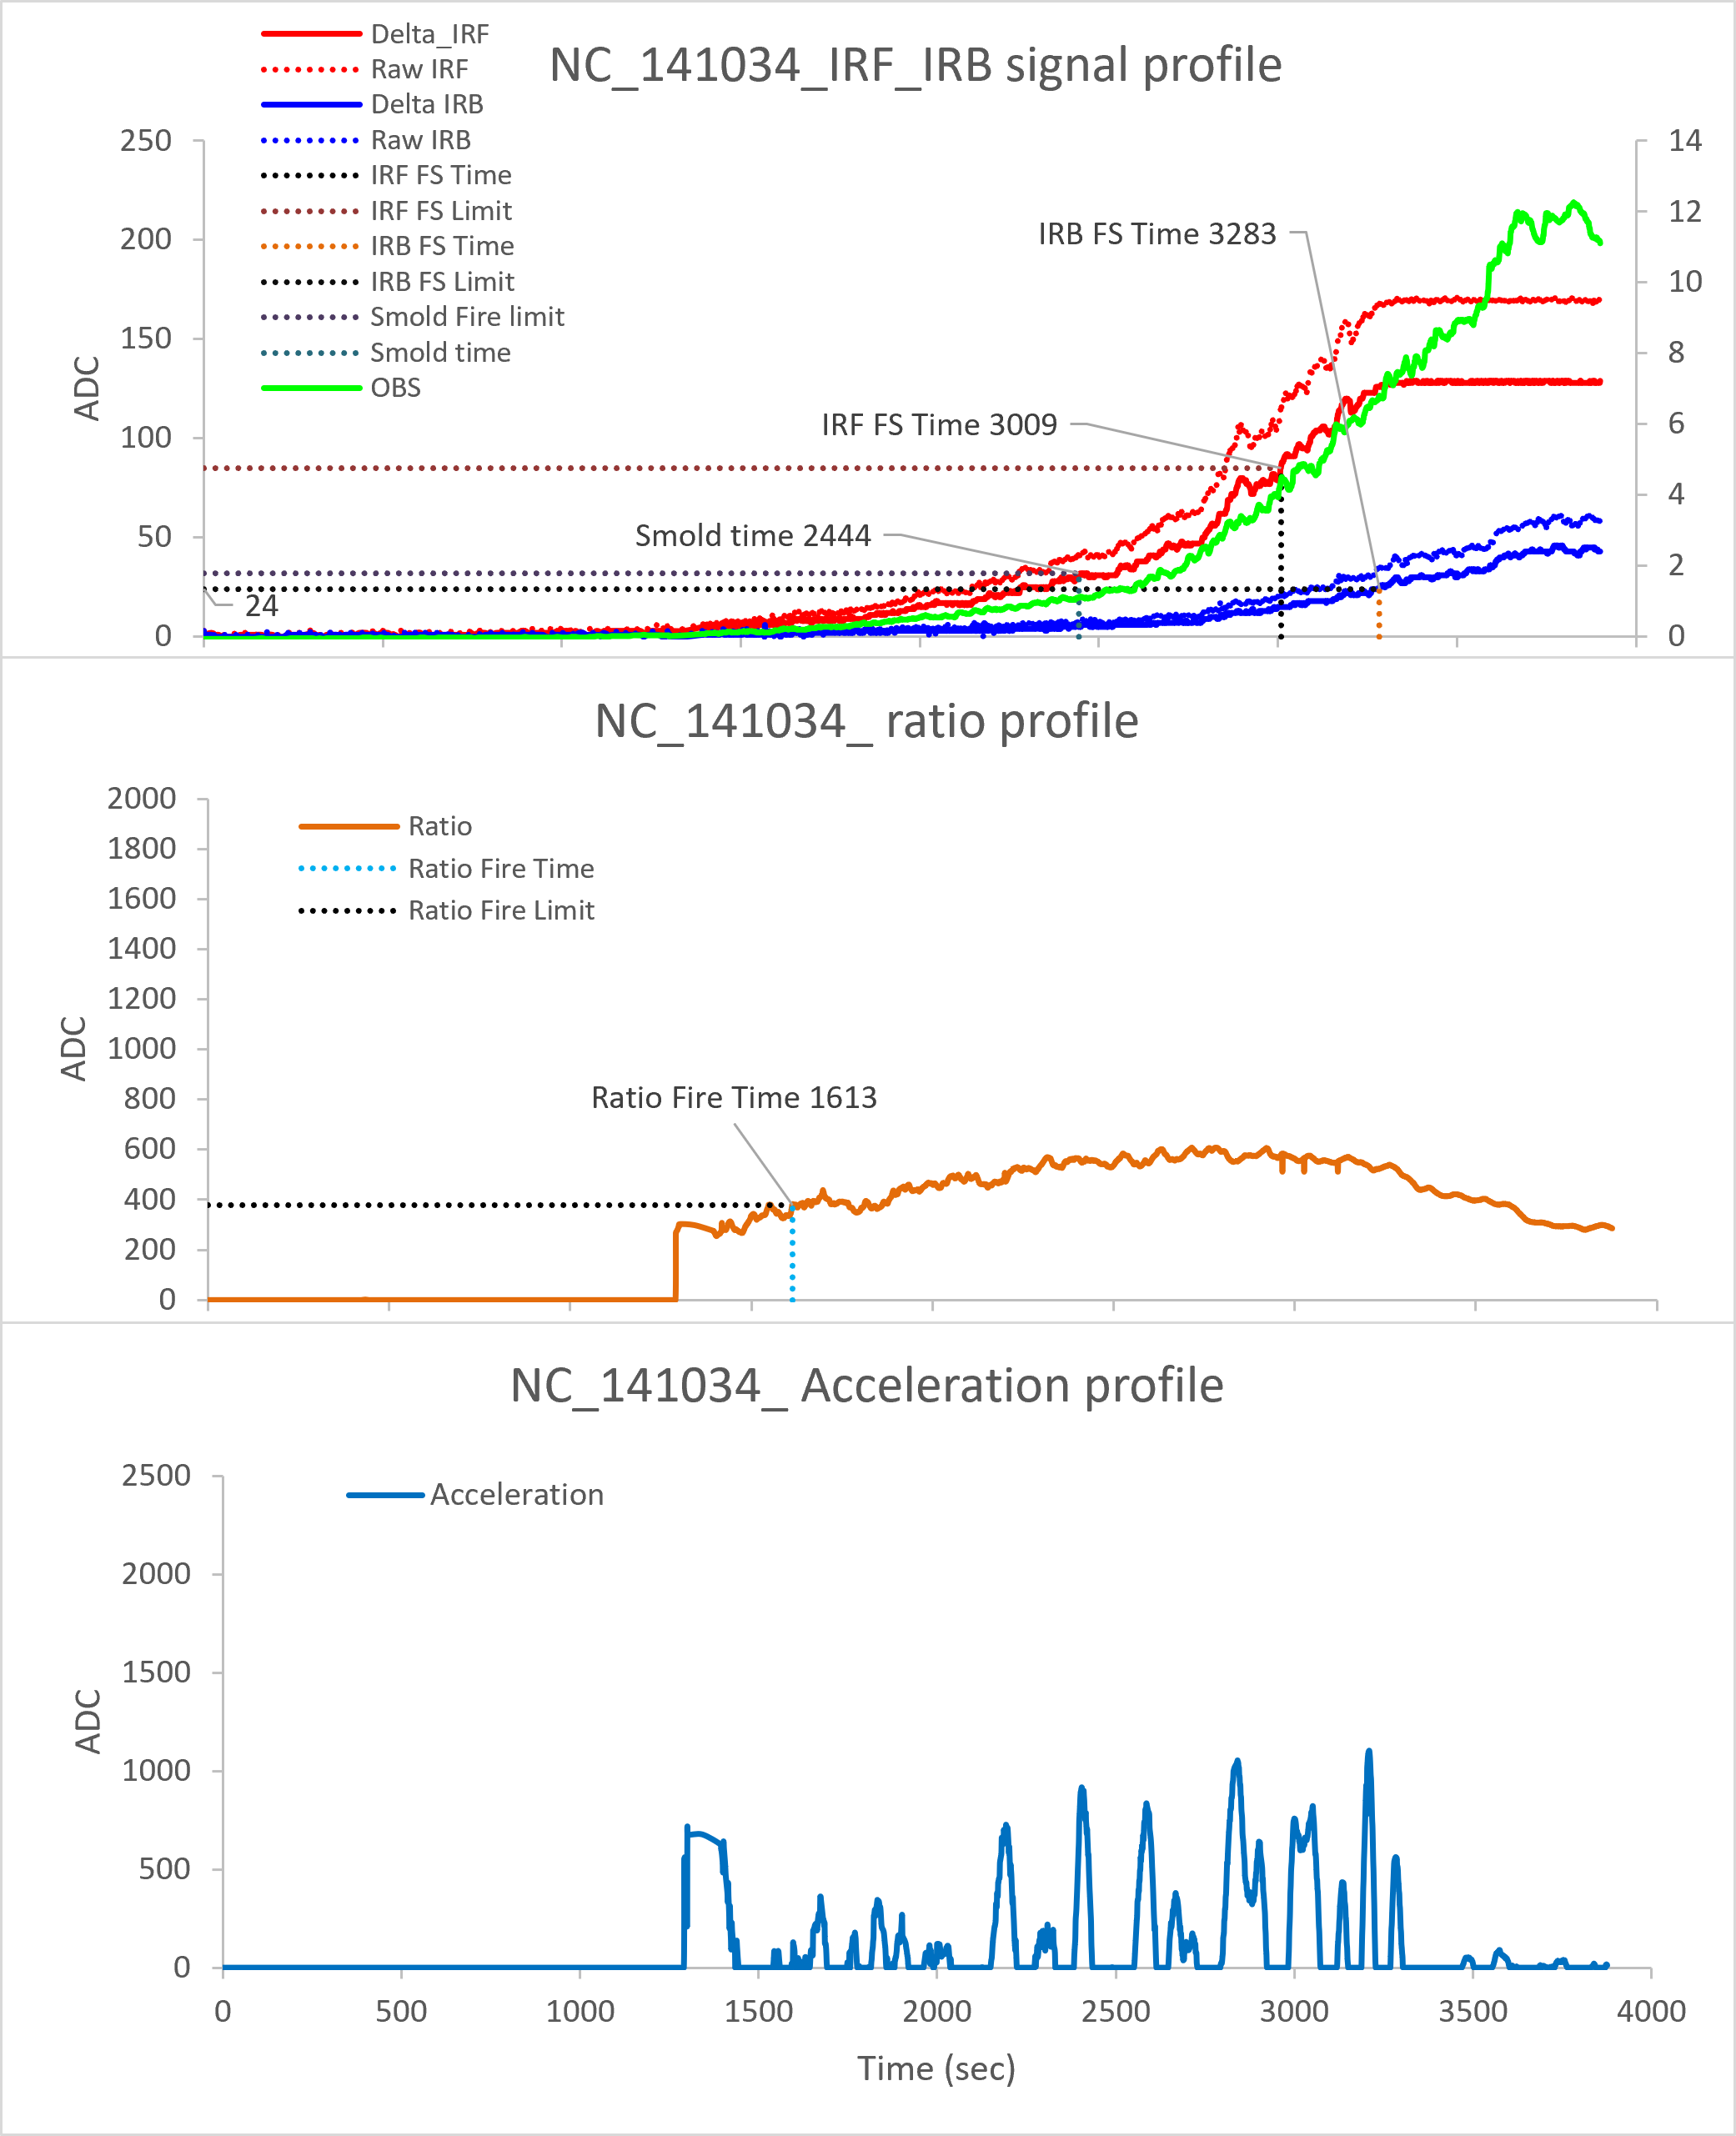 NC_141034_IRF_IRB signal profile
Delta_IRF
Raw IRF
Delta IRB
Raw IRB
IRF FS Time
IRF FS Limit
IRB FS Time
IRB FS Limit
Smold Fire limit
Smold time
OBS
ADC
250
200
150
100
50
0
14
12
10
8
6
4
2
0
IRB FS Time 3283
IRF FS Time 3009
Smold time 2444
24
NC_141034_ ratio profile
Ratio
Ratio Fire Time
Ratio Fire Limit
ADC
2000
1800
1600
1400
1200
1000
800
600
400
200
0
Ratio Fire Time 1613
NC_141034_ Acceleration profile
Acceleration
ADC
2500
2000
1500
1000
500
0
0 500 1000 1500 2000 2500 3000 3500 4000
Time (sec)